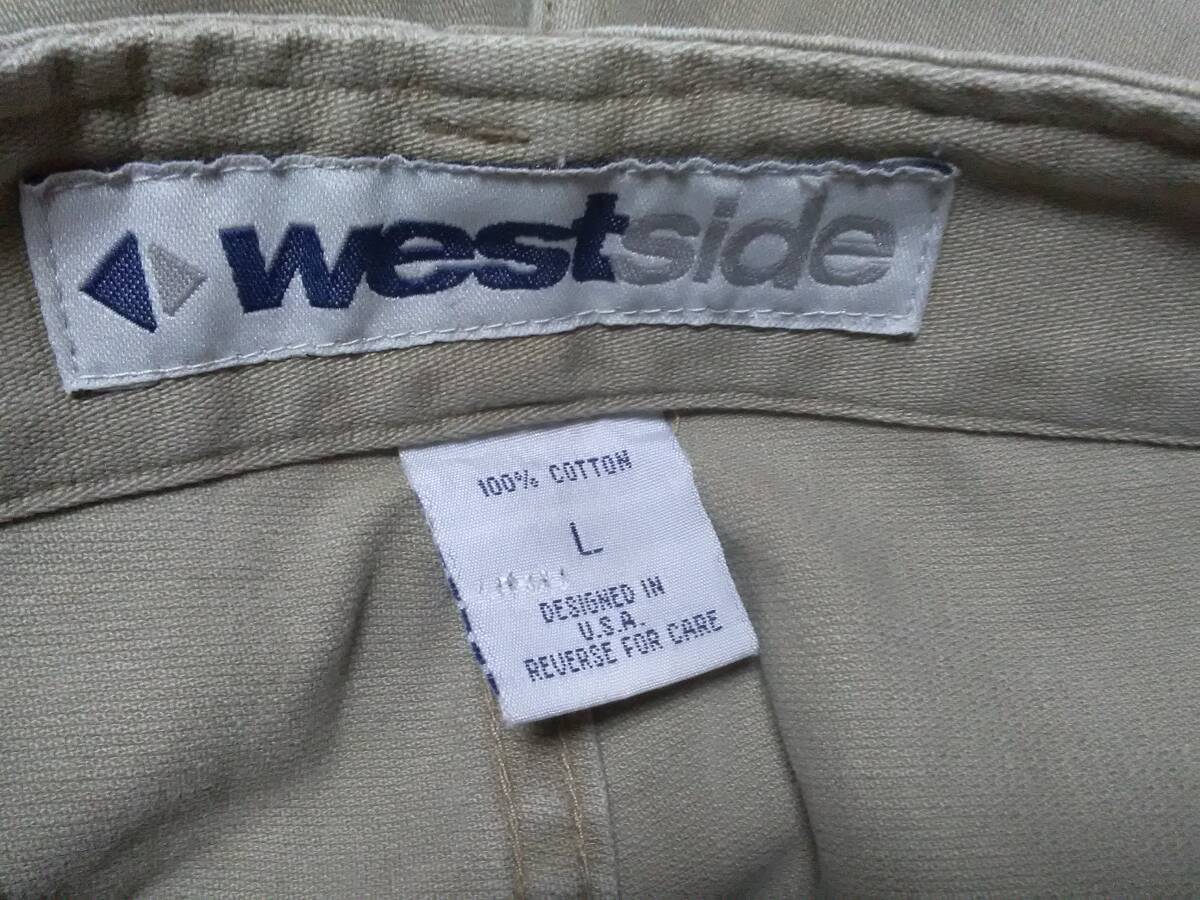 westside
100% COTTON
L
DESIGNED IN
U.S.A.
REVERSE FOR CARE